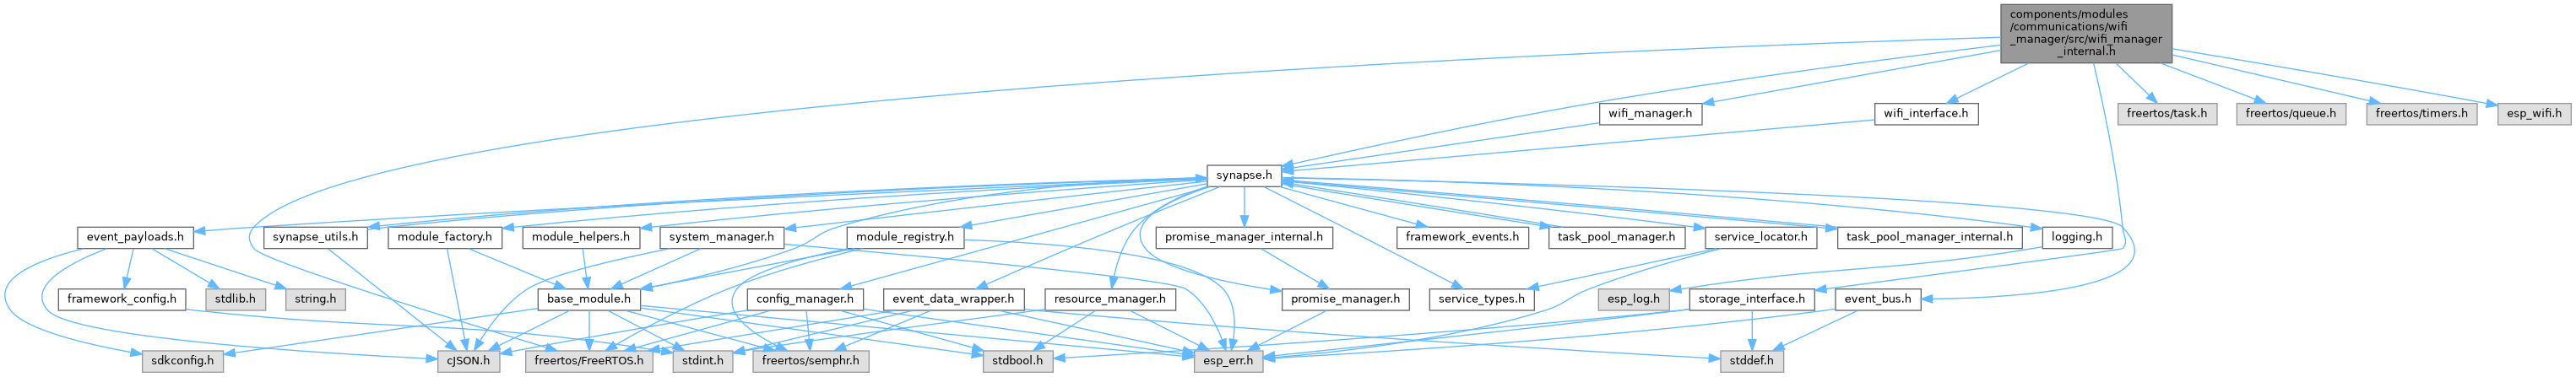 components/modules
/communications/wifi
_manager/src/wifi_manager
_internal.h
wifi_manager.h
wifi_interface.h
freertos/task.h
freertos/queue.h
freertos/timers.h
esp_wifi.h
synapse.h
event_payloads.h
synapse_utils.h
module_factory.h
module_helpers.h
system_manager.h
module_registry.h
promise_manager_internal.h
framework_events.h
task_pool_manager.h
service_locator.h
task_pool_manager_internal.h
logging.h
framework_config.h
stdlib.h
string.h
base_module.h
config_manager.h
event_data_wrapper.h
resource_manager.h
promise_manager.h
service_types.h
esp_log.h
storage_interface.h
event_bus.h
sdkconfig.h
cJSON.h
freertos/FreeRTOS.h
stdint.h
freertos/semphr.h
stdbool.h
esp_err.h
stddef.h